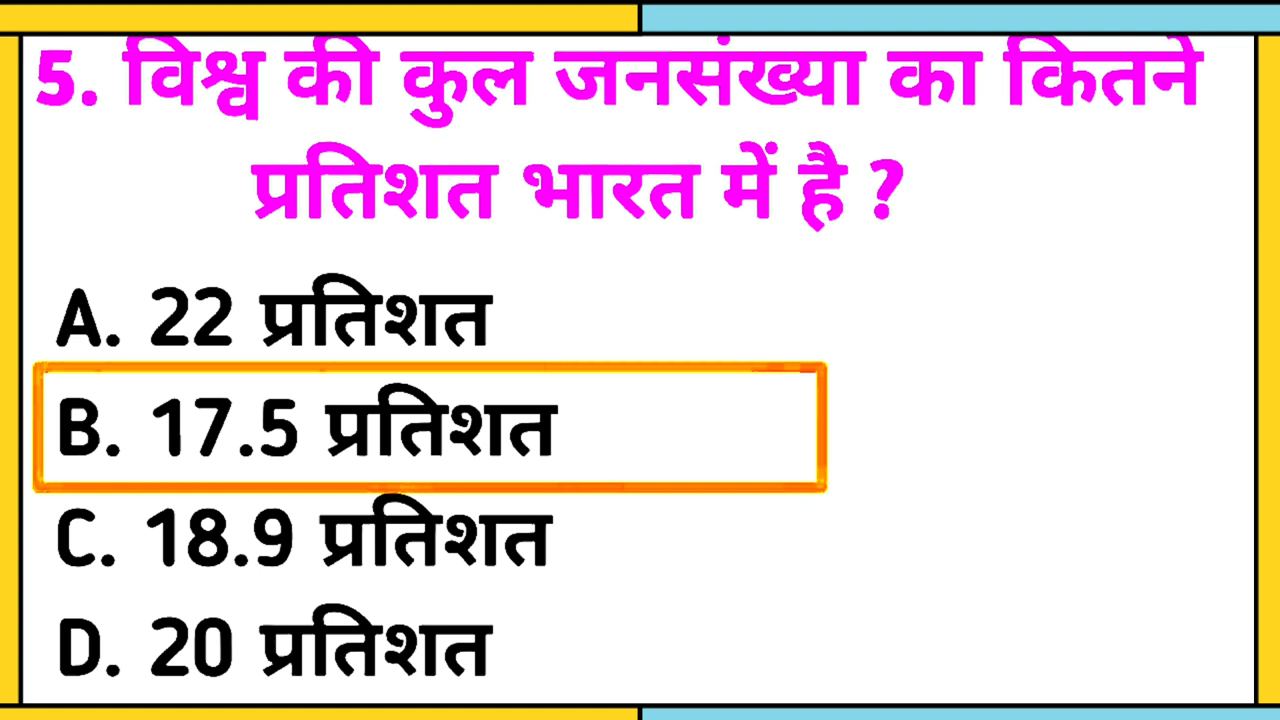 5. विश्व की कुल जनसंख्या का कितने
प्रतिशत भारत में है ?
A. 22 प्रतिशत
B. 17.5 प्रतिशत
C. 18.9 प्रतिशत
D. 20 प्रतिशत